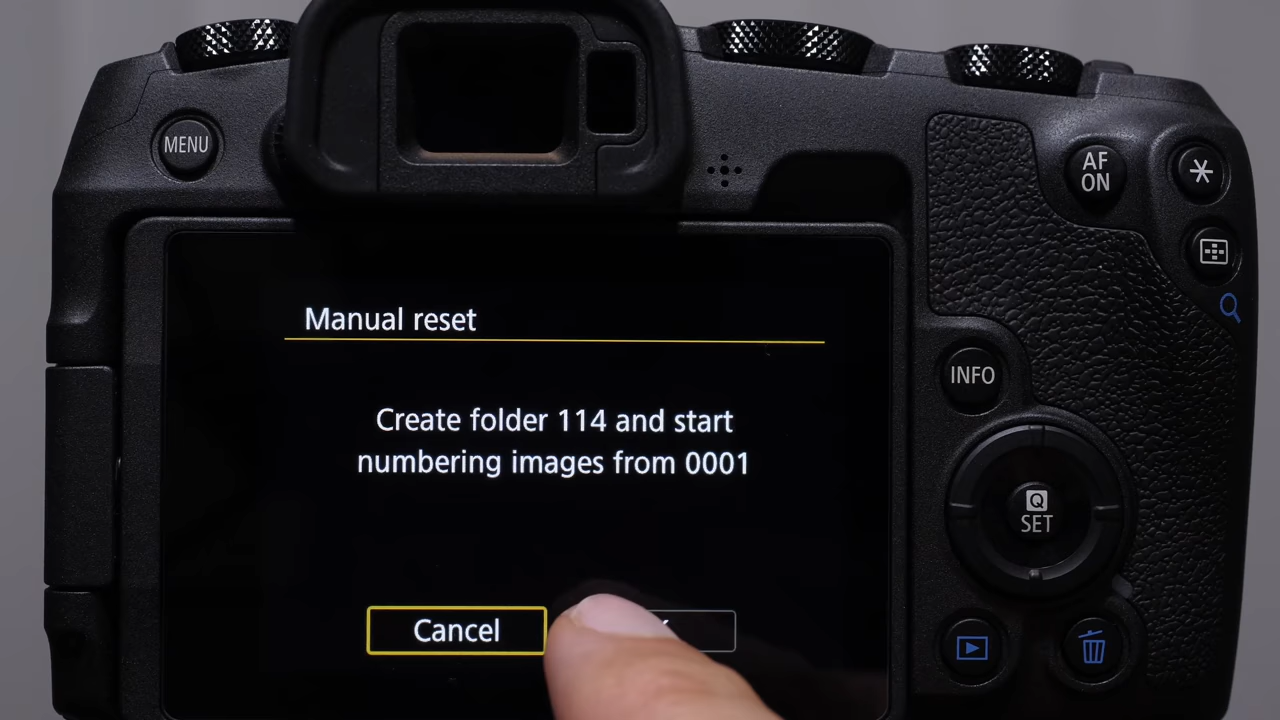 MENU
AF
ON
Manual reset
INFO
Create folder 114 and start
numbering images from 0001
Q
SET
Cancel